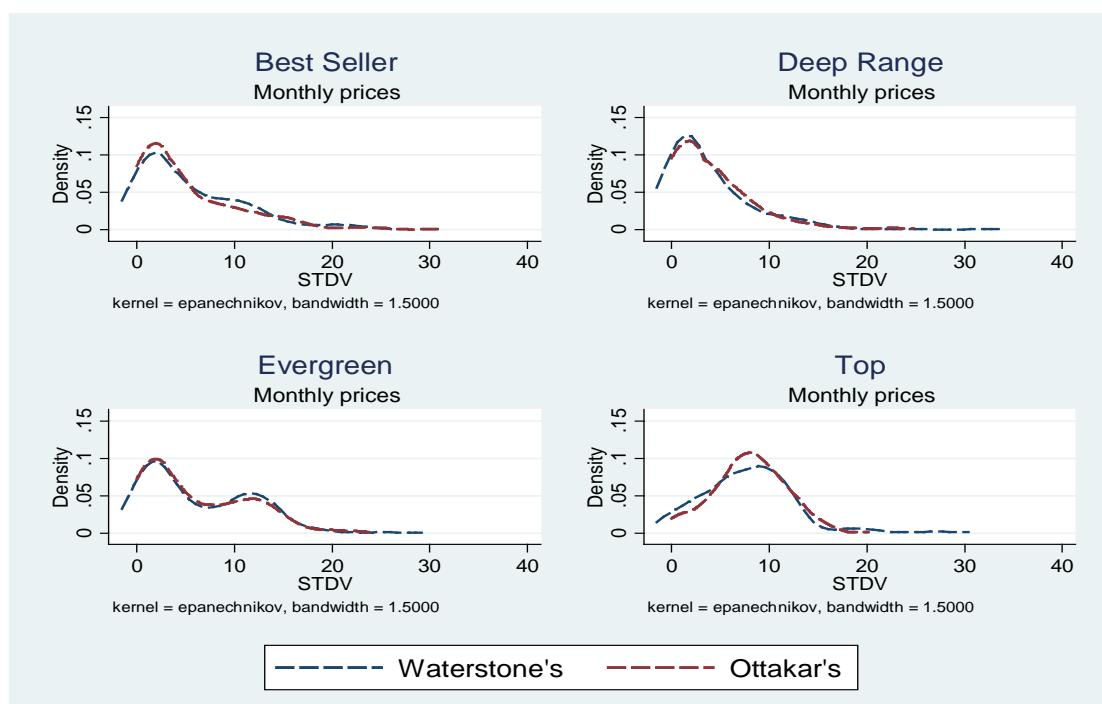 Best Seller
Monthly prices
Density
0 .05 .1 .15
0 10 20 30 40
STDV
kernel = epanechnikov, bandwidth = 1.5000
Deep Range
Monthly prices
Density
0 .05 .1 .15
0 10 20 30 40
STDV
kernel = epanechnikov, bandwidth = 1.5000
Evergreen
Monthly prices
Density
0 .05 .1 .15
0 10 20 30 40
STDV
kernel = epanechnikov, bandwidth = 1.5000
Top
Monthly prices
Density
0 .05 .1 .15
0 10 20 30 40
STDV
kernel = epanechnikov, bandwidth = 1.5000
Waterstone's Ottakar's